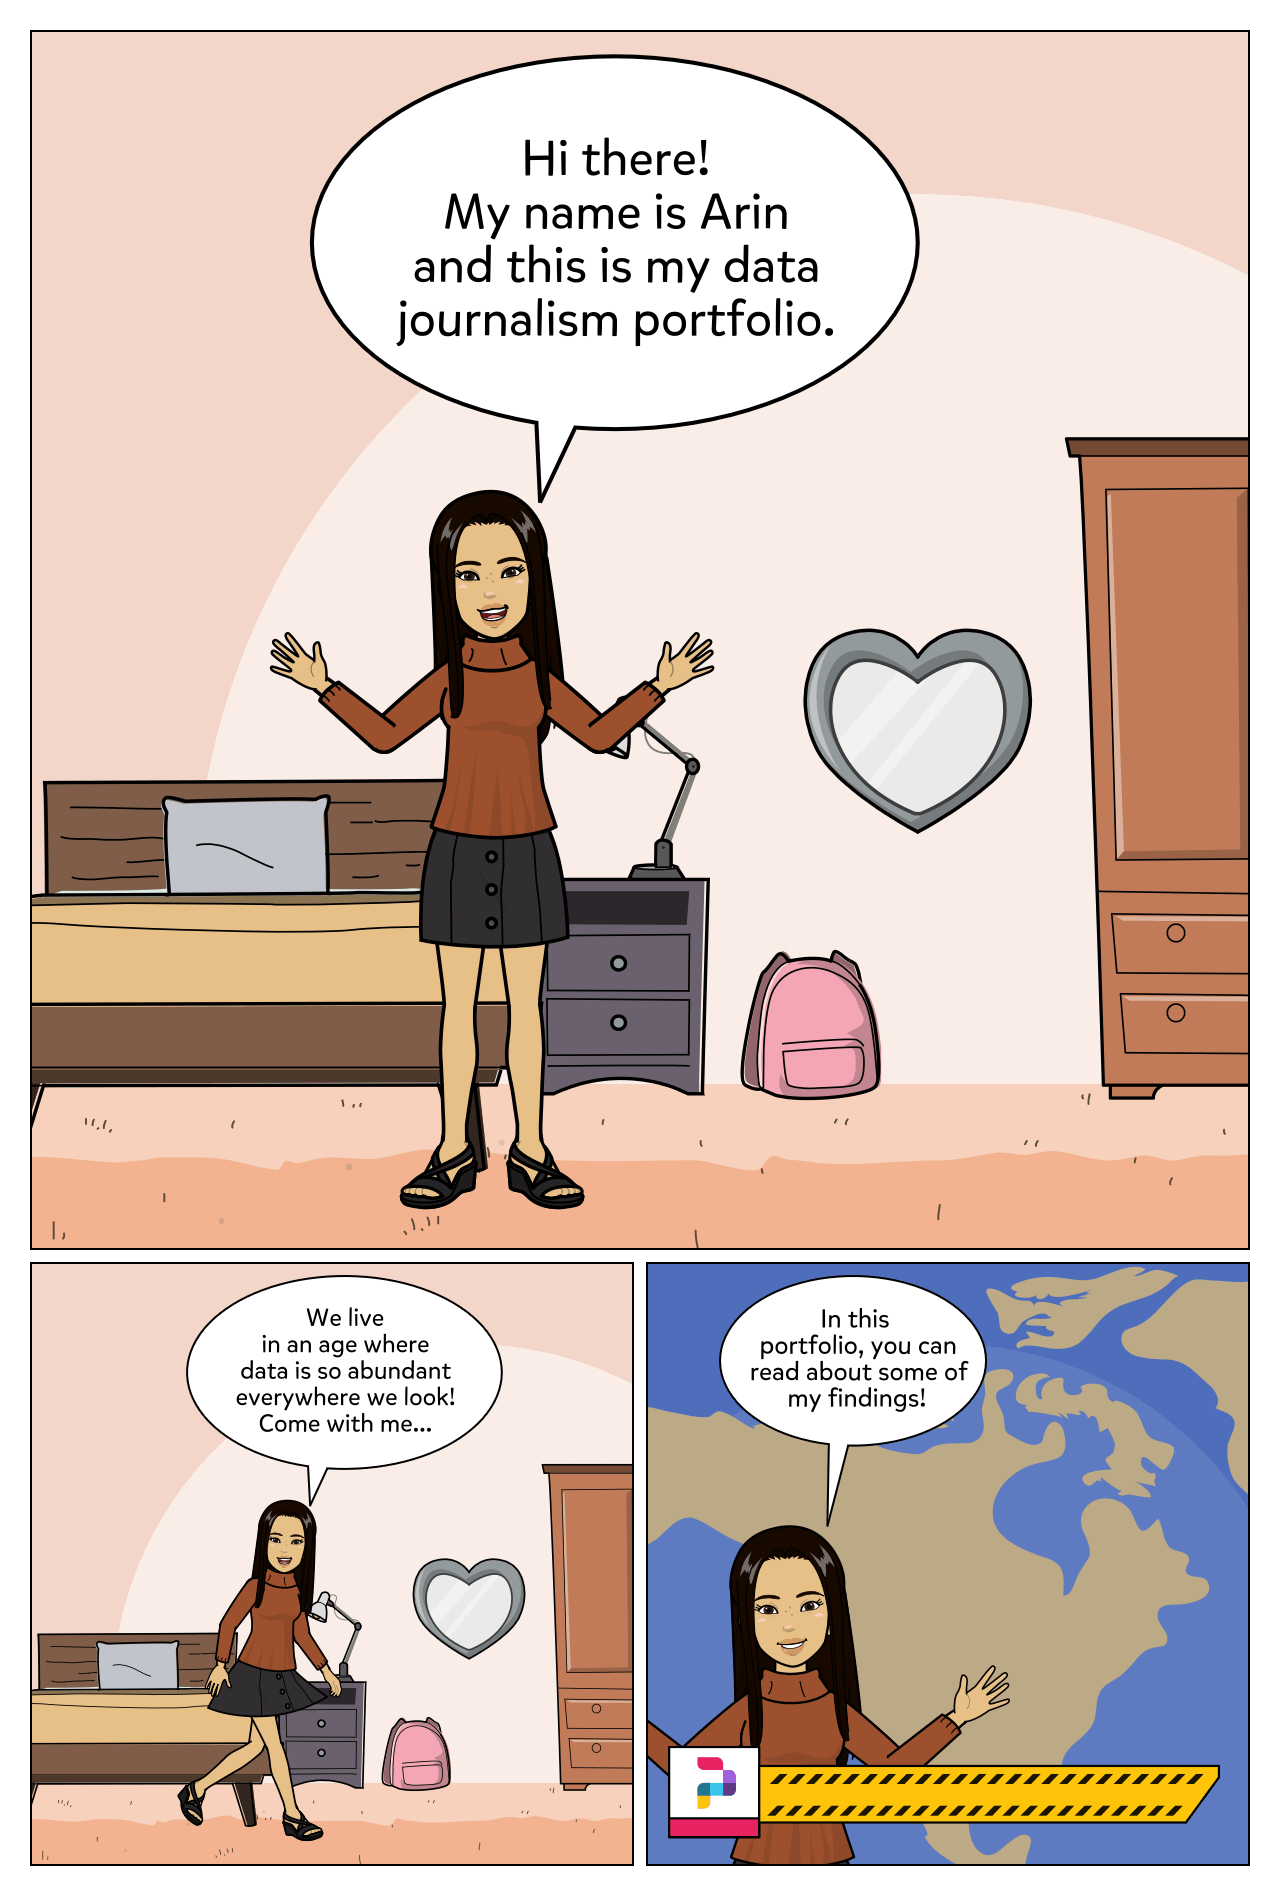 Hi there!
My name is Arin
and this is my data
journalism portfolio.
We live
in an age where
data is so abundant
everywhere we look!
Come with me...
In this
portfolio, you can
read about some of
my findings!